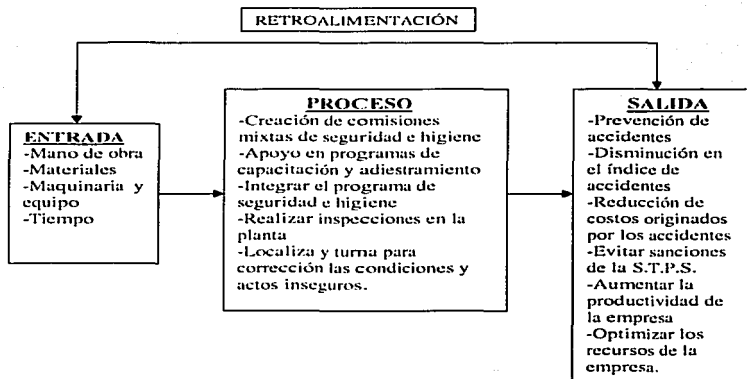 RETROALIMENTACIÓN
ENTRADA
-Mano de obra
-Materiales
-Maquinaria y
equipo
-Tiempo
PROCESO
-Creación de comisiones
mixtas de seguridad e higiene
-Apoyo en programas de
capacitación y adiestramiento
-Integrar el programa de
seguridad e higiene
-Realizar inspecciones en la
planta
-Localiza y turna para
corrección las condiciones y
actos inseguros.
SALIDA
-Prevención de
accidentes
-Disminución en
el índice de
accidentes
-Reducción de
costos originados
por los accidentes
-Evitar sanciones
de la S.T.P.S.
-Aumentar la
productividad de
la empresa
-Optimizar los
recursos de la
empresa.